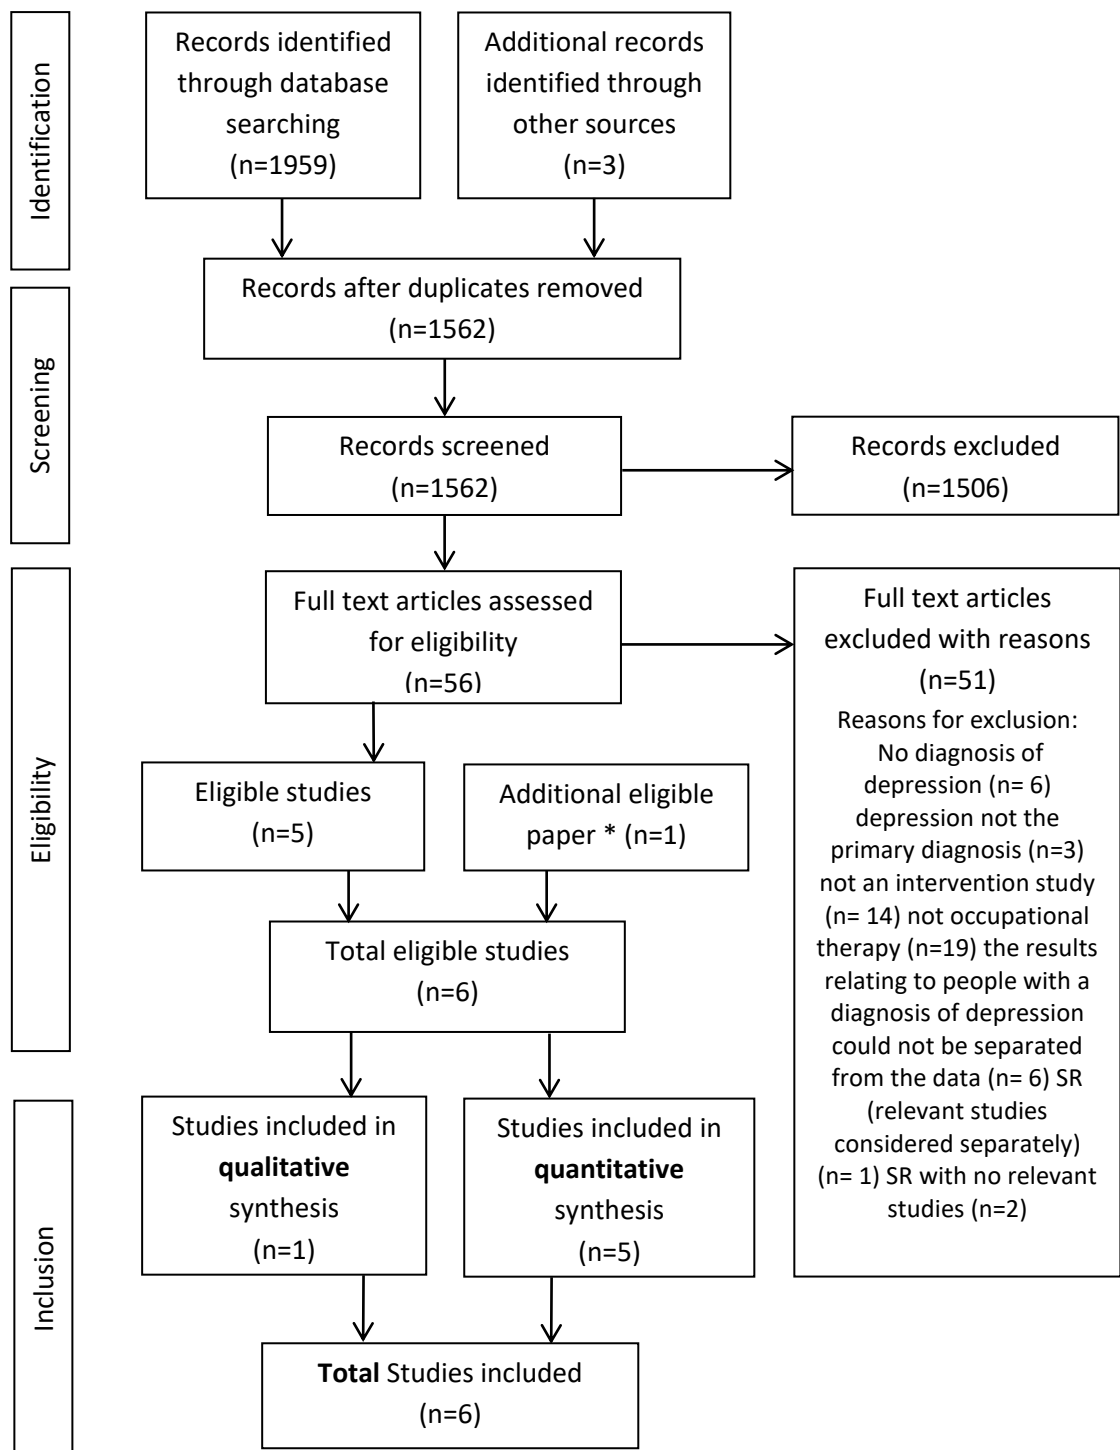 Identification
Records identified
through database
searching
(n=1959)
Additional records
identified through
other sources
(n=3)
Screening
Records after duplicates removed
(n=1562)
Records screened
(n=1562)
Records excluded
(n=1506)
Eligibility
Full text articles assessed
for eligibility
(n=56)
Full text articles
excluded with reasons
(n=51)
Reasons for exclusion:
No diagnosis of
depression (n= 6)
depression not the
primary diagnosis (n=3)
not an intervention study
(n= 14) not occupational
therapy (n=19) the results
relating to people with a
diagnosis of depression
could not be separated
from the data (n= 6) SR
(relevant studies
considered separately)
(n= 1) SR with no relevant
studies (n=2)
Eligible studies
(n=5)
Additional eligible
paper * (n=1)
Total eligible studies
(n=6)
Inclusion
Studies included in
qualitative
synthesis
(n=1)
Studies included in
quantitative
synthesis
(n=5)
Total Studies included
(n=6)